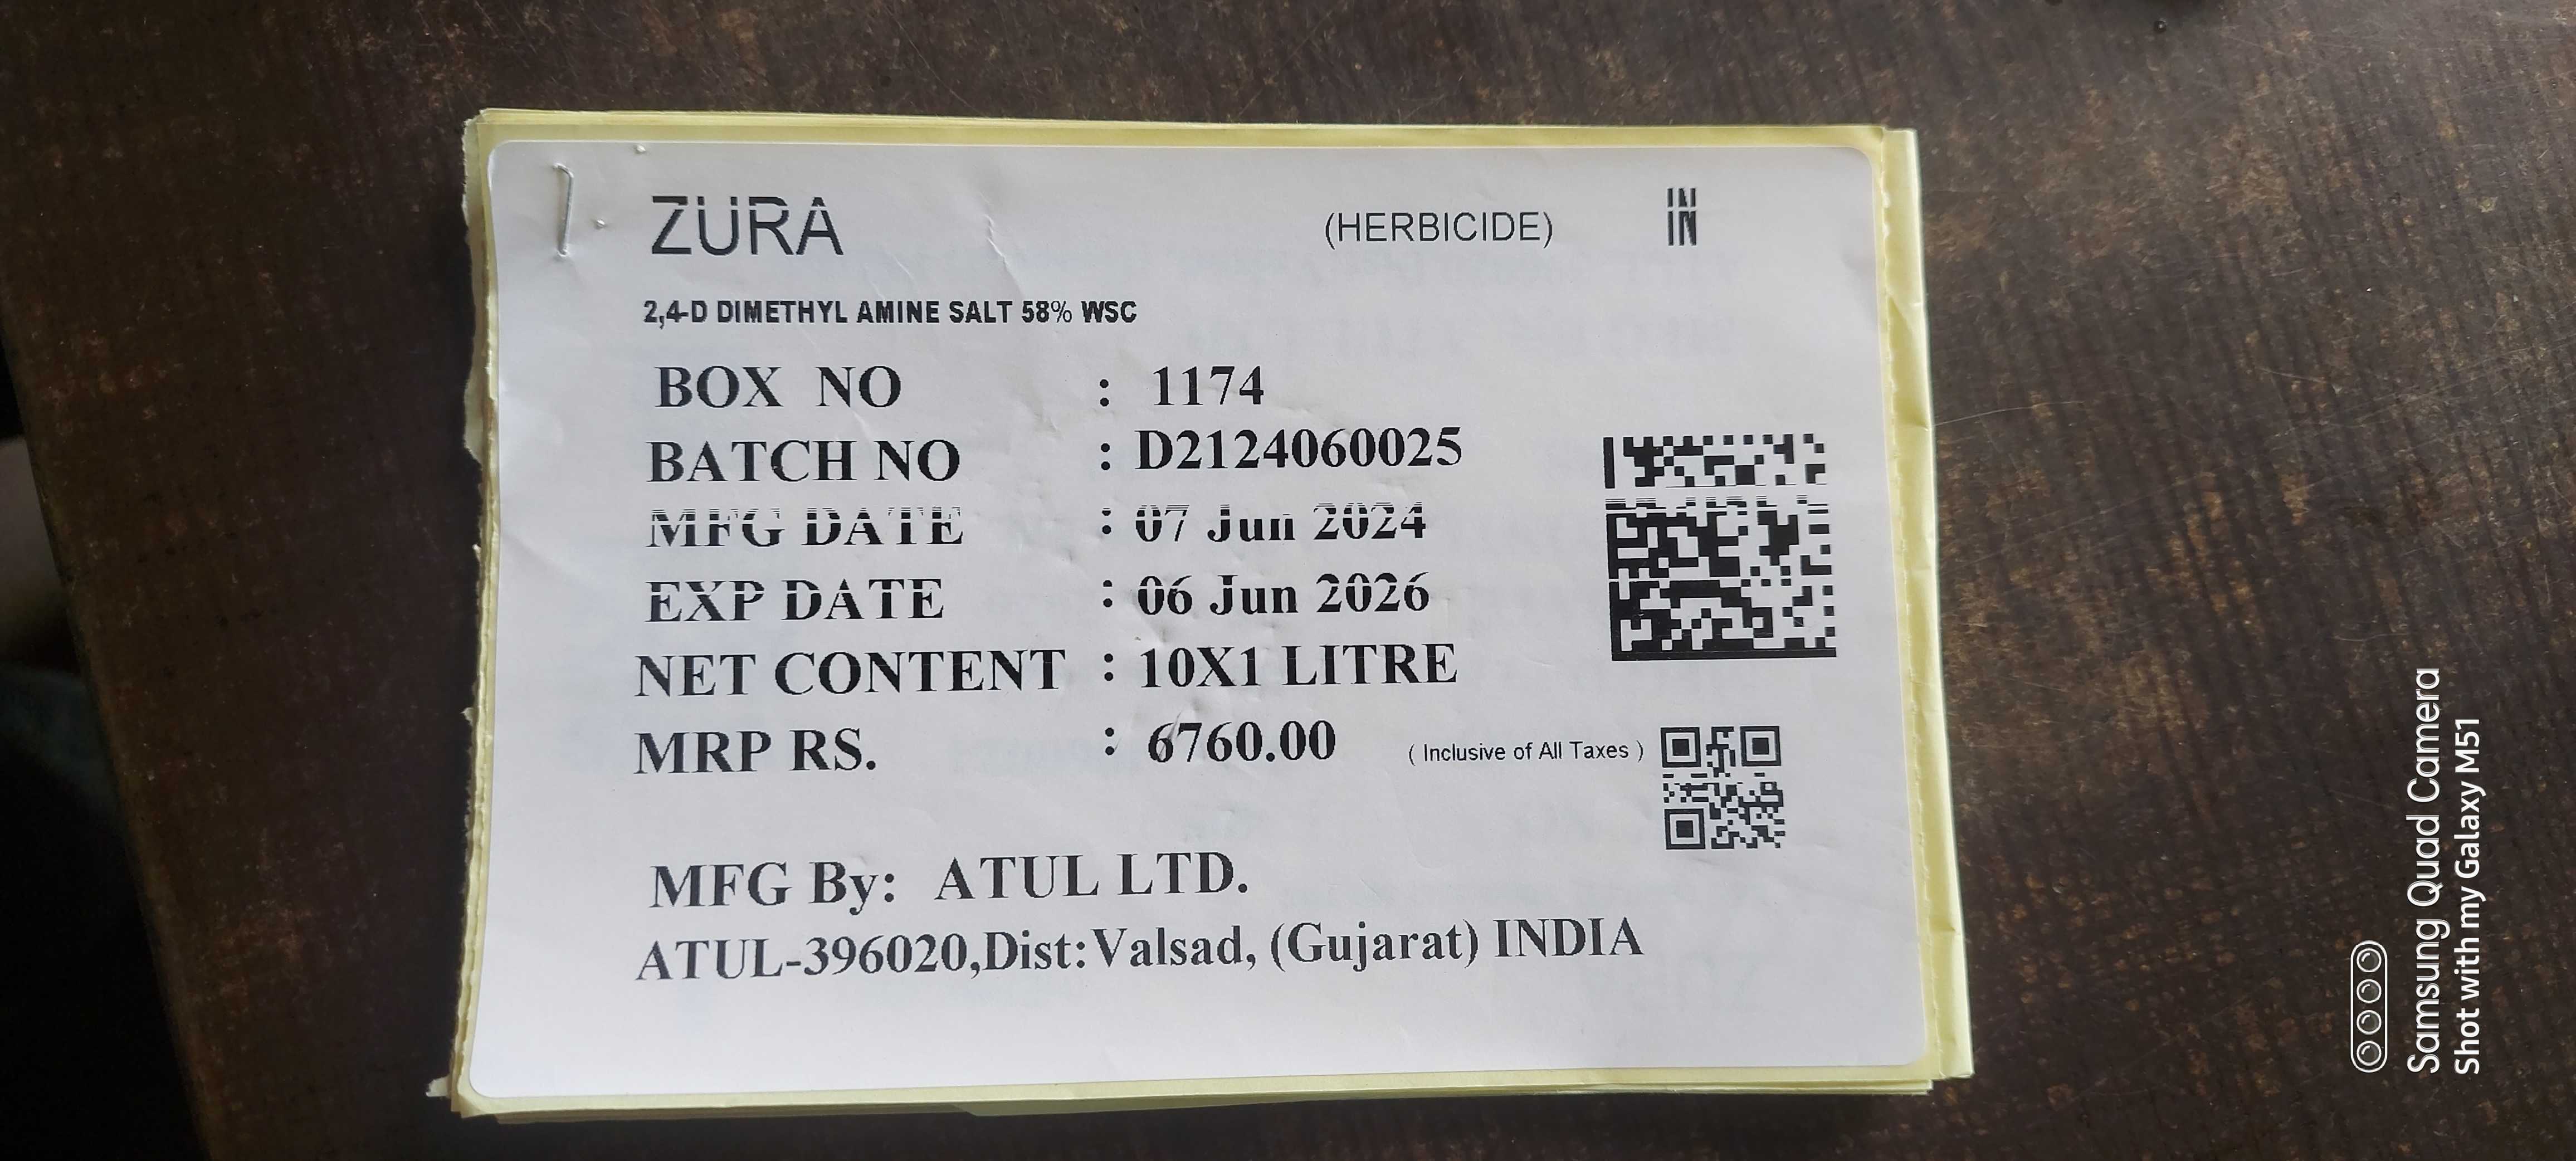 ZURA (HERBICIDE) IN
2,4-D DIMETHYL AMINE SALT 58% WSC
BOX NO : 1174
BATCH NO : D2124060025
MFG DATE : 07 Jun 2024
EXP DATE : 06 Jun 2026
NET CONTENT : 10X1 LITRE
MRP RS. : 6760.00 ( Inclusive of All Taxes )
MFG By: ATUL LTD.
ATUL-396020,Dist:Valsad, (Gujarat) INDIA
Samsung Quad Camera
Shot with my Galaxy M51